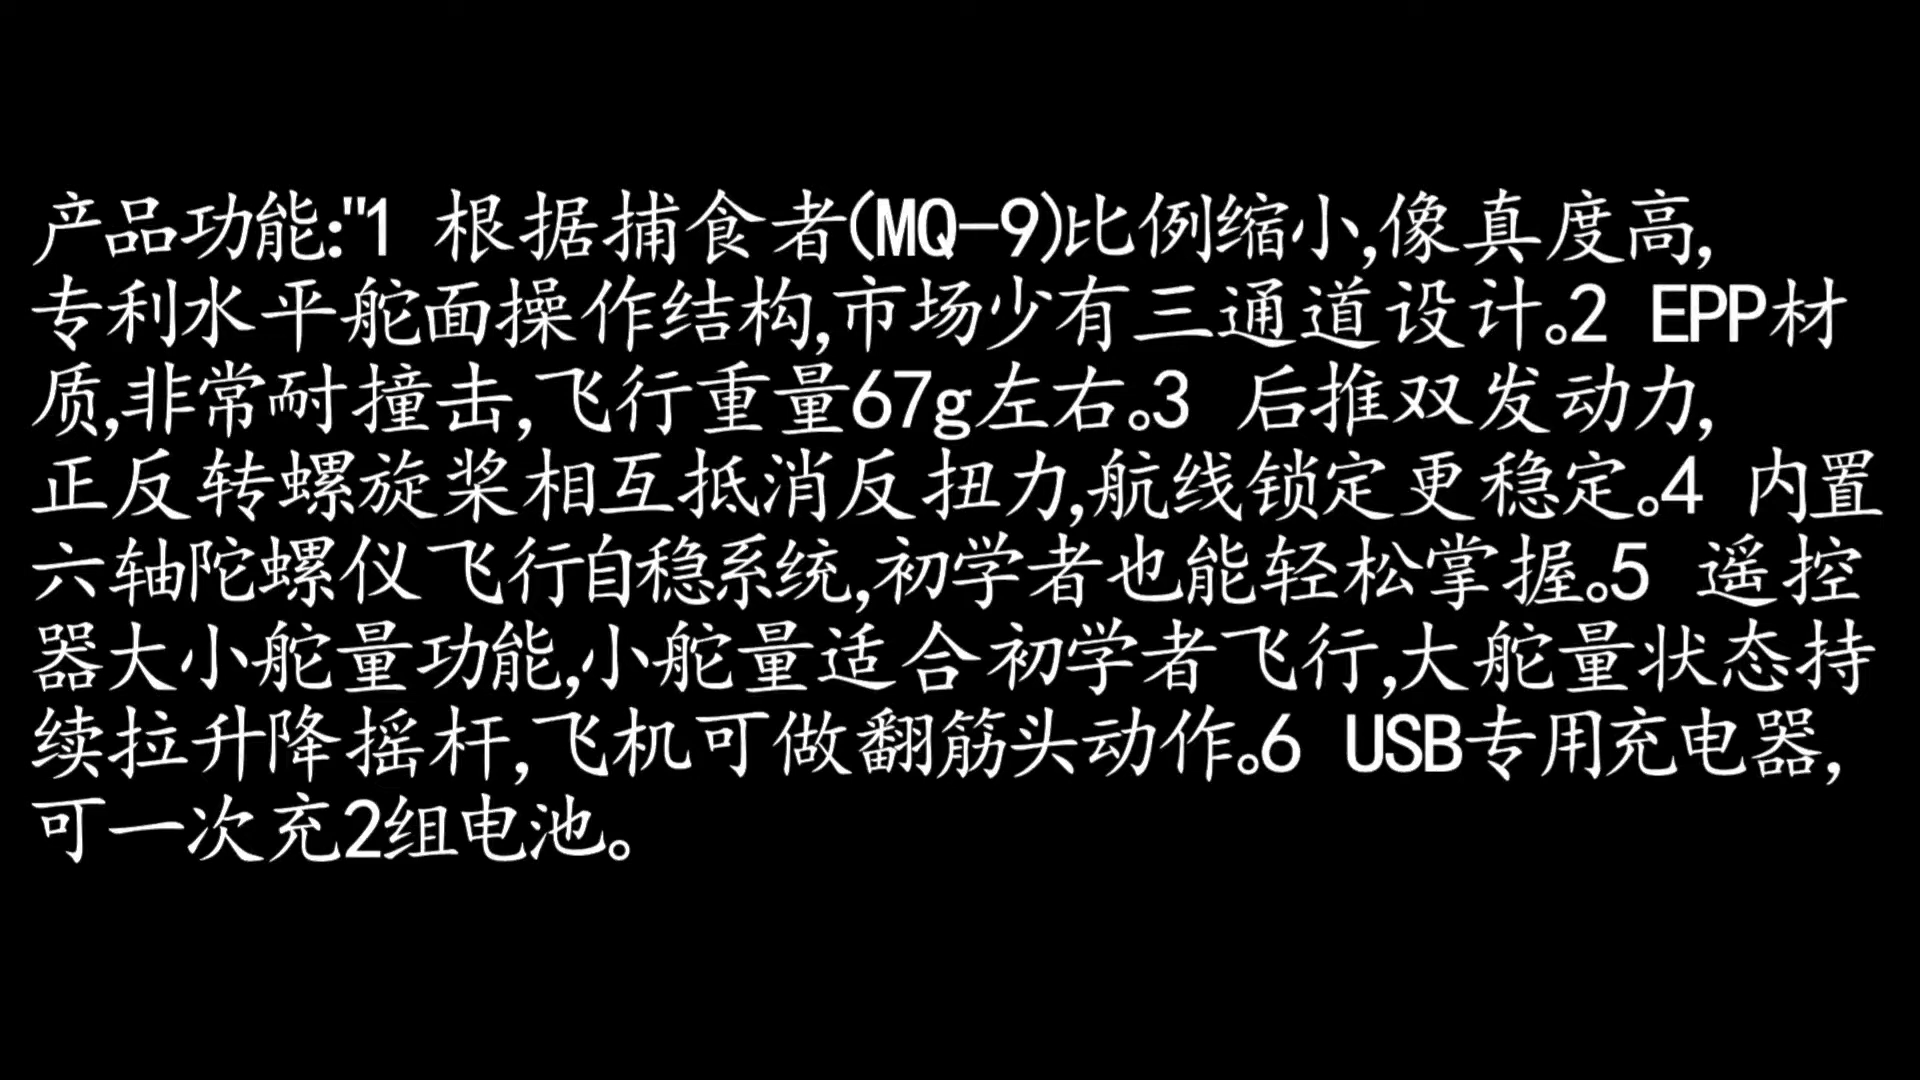 产品功能:"1 根据捕食者(MQ-9)比例缩小,像真度高,
专利水平舵面操作结构,市场少有三通道设计。2 EPP材
质,非常耐撞击,飞行重量67g左右。3 后推双发动力,
正反转螺旋桨相互抵消反扭力,航线锁定更稳定。4 内置
六轴陀螺仪飞行自稳系统,初学者也能轻松掌握。5 遥控
器大小舵量功能,小舵量适合初学者飞行,大舵量状态持
续拉升降摇杆,飞机可做翻筋头动作。6 USB专用充电器,
可一次充2组电池。